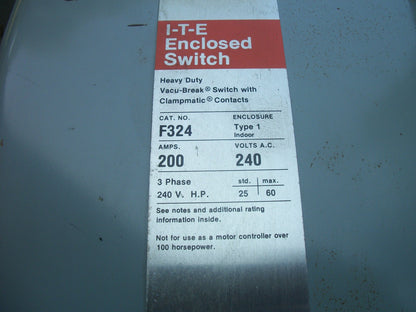 I-T-E
Enclosed
Switch
Heavy Duty
Vacu-Break® Switch with
Clampmatic® Contacts
CAT. NO. ENCLOSURE
F324 Type 1
Indoor
AMPS. VOLTS A.C.
200 240
3 Phase std. max.
240 V. H.P. 25 60
See notes and additional rating
information inside.
Not for use as a motor controller over
100 horsepower.